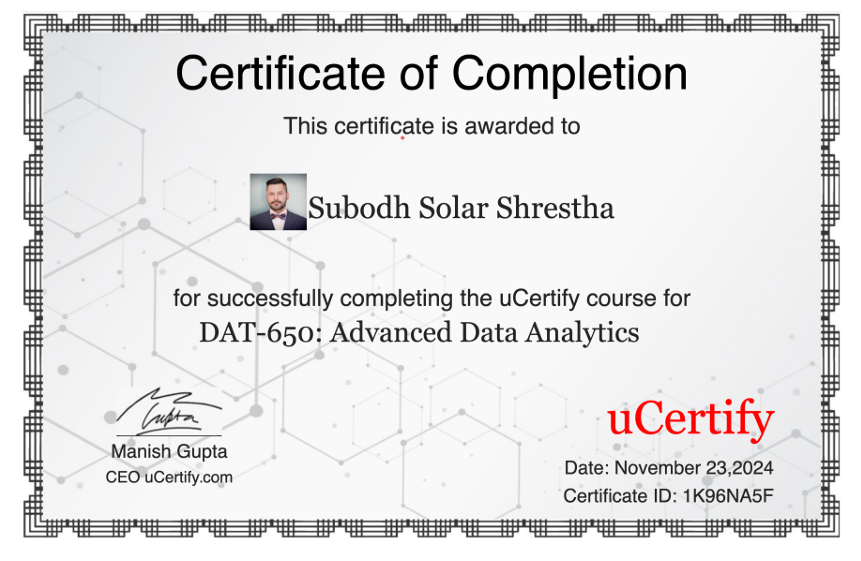 Certificate of Completion
This certificate is awarded to
Subodh Solar Shrestha
for successfully completing the uCertify course for
DAT-650: Advanced Data Analytics
Gupta
Manish Gupta
CEO uCertify.com
uCertify
Date: November 23,2024
Certificate ID: 1K96NA5F